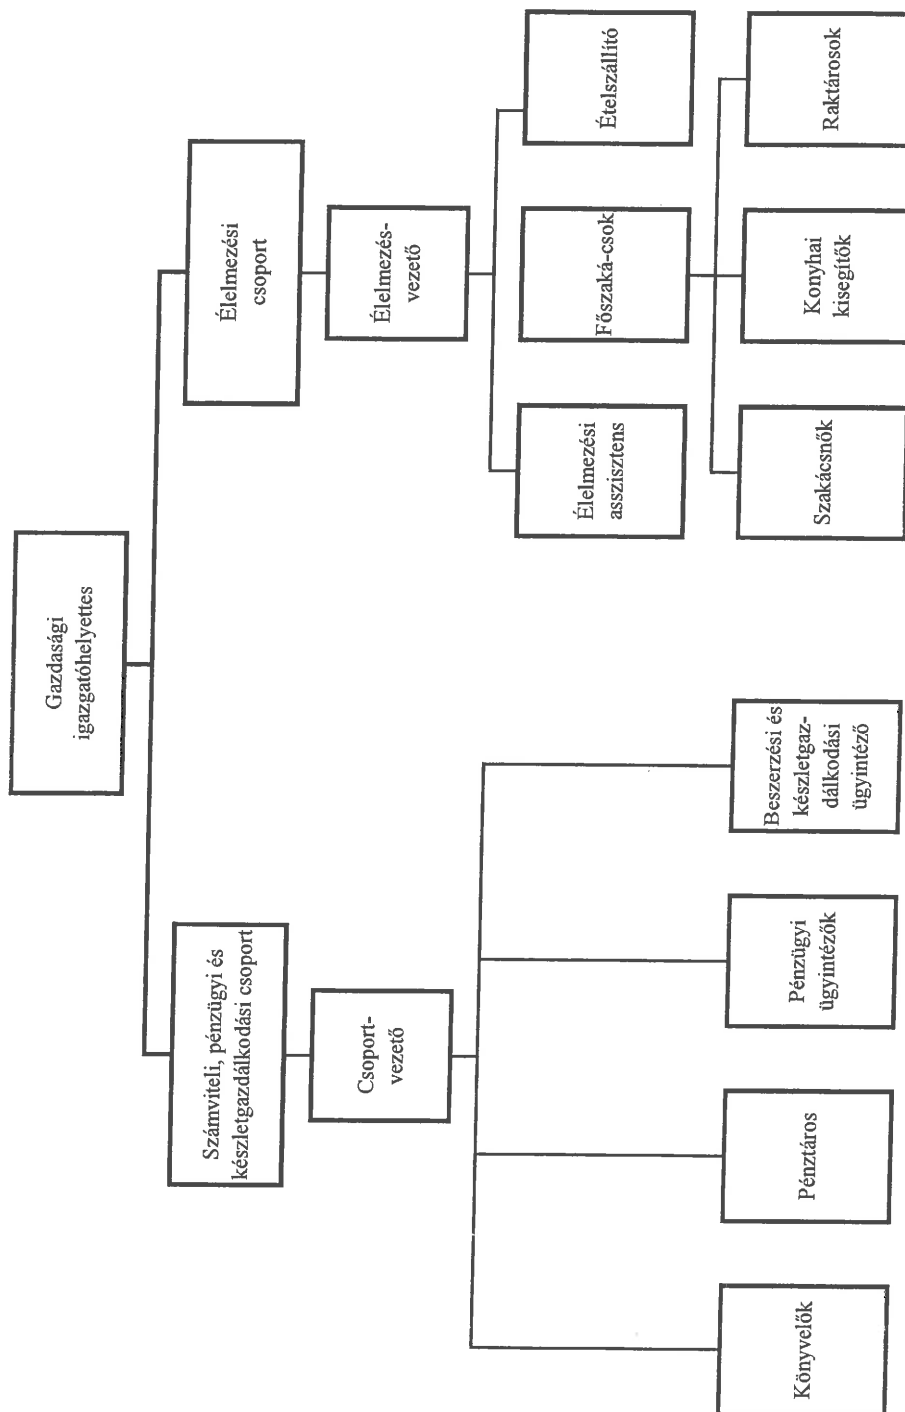 Gazdasági
igazgatóhelyettes
Számviteli, pénzügyi és
készletgazdálkodási csoport
Élelmezési
csoport
Csoport-
vezető
Élelmezés-
vezető
Élelmezési
asszisztens
Főszaká-csok
Ételszállító
Könyvelők
Pénztáros
Pénzügyi
ügyintézők
Beszerzési és
készletgaz-
dálkodási
ügyintéző
Szakácsnők
Konyhai
kisegítők
Raktárosok